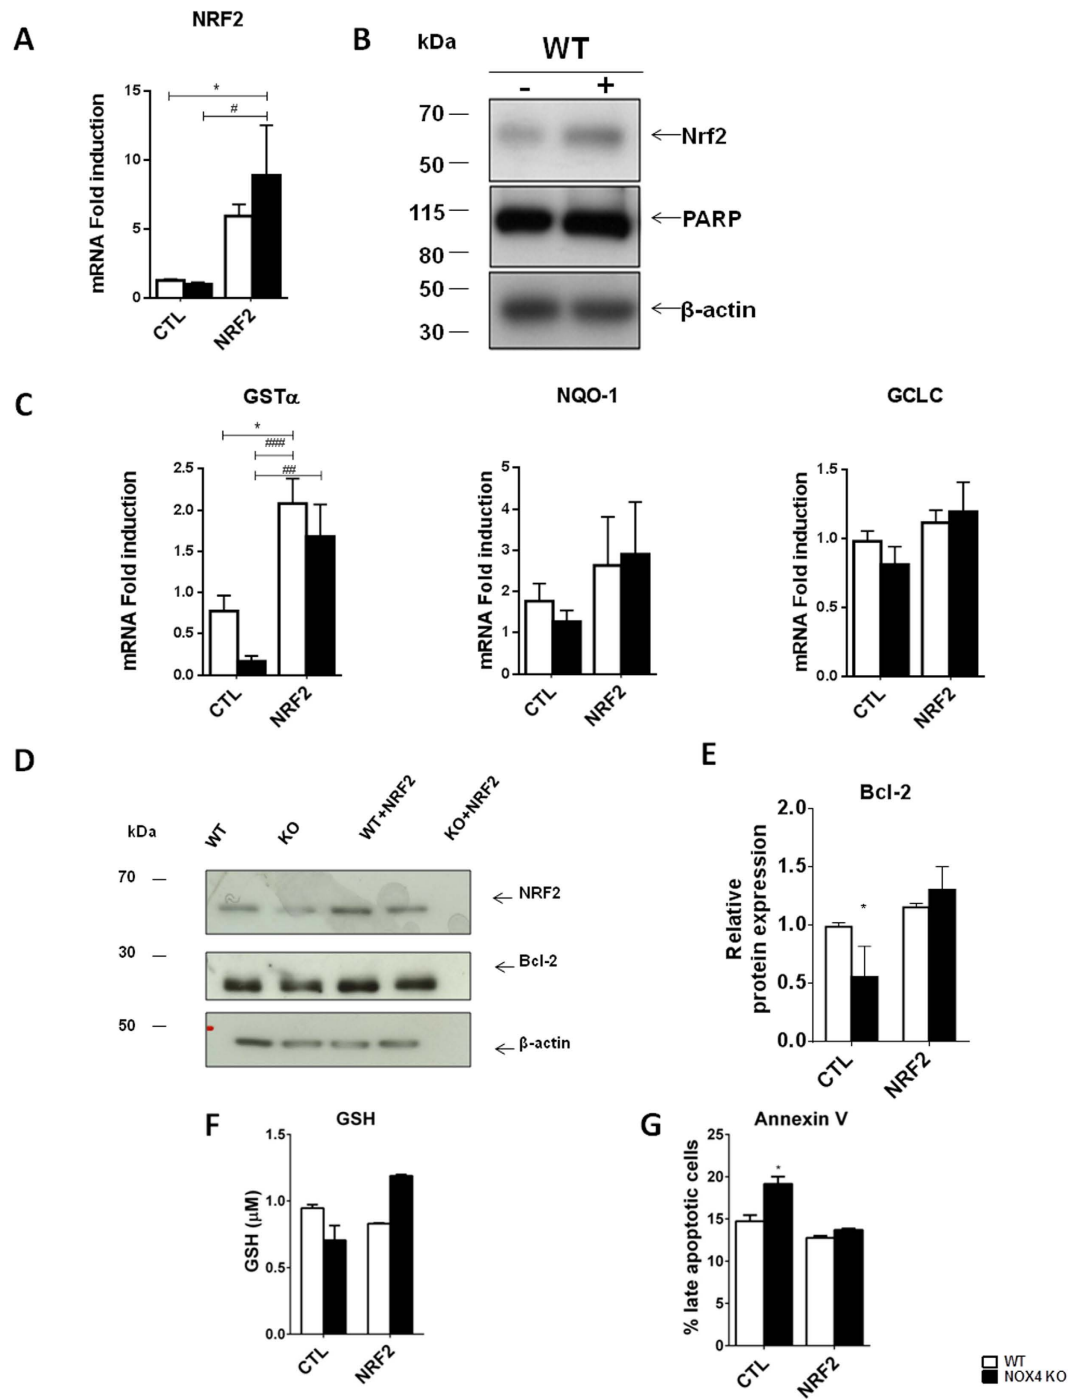 A
NRF2
mRNA Fold induction
15
10
5
0
*
#
CTL
NRF2
B
kDa
WT
- +
70
50
Nrf2
115
80
PARP
50
30
β-actin
C
GSTα
mRNA Fold induction
2.5
2.0
1.5
1.0
0.5
0.0
*
###
##
CTL
NRF2
NQO-1
mRNA Fold induction
5
4
3
2
1
0
CTL
NRF2
GCLC
mRNA Fold induction
1.5
1.0
0.5
0.0
CTL
NRF2
D
kDa
WT
KO
WT+NRF2
KO+NRF2
70
NRF2
30
Bcl-2
50
β-actin
E
Bcl-2
Relative
protein expression
2.0
1.5
1.0
0.5
0.0
*
CTL
NRF2
F
GSH
GSH (µM)
1.5
1.0
0.5
0.0
CTL
NRF2
G
Annexin V
% late apoptotic cells
25
20
15
10
5
0
*
CTL
NRF2
WT
NOX4 KO